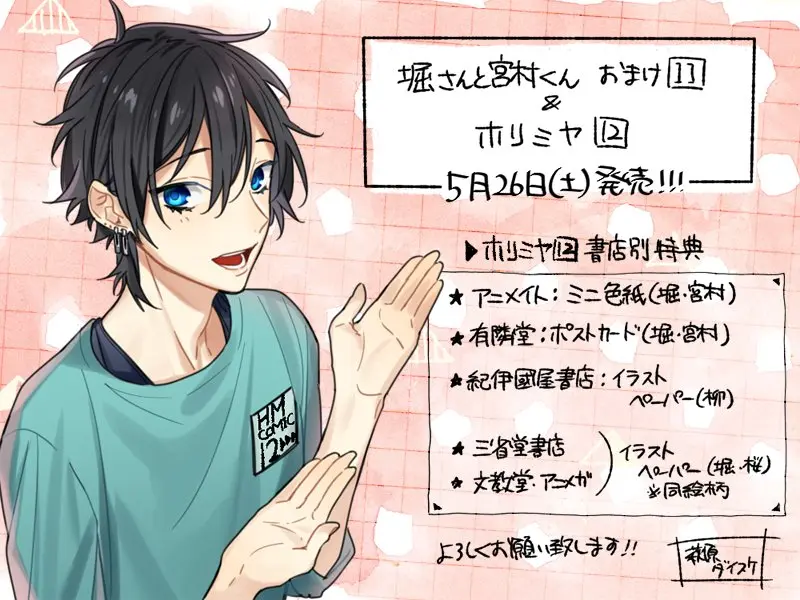 堀さんと宮村くん おまけ 11
&
ホリミヤ 12
5月26日(土)発売!!!
▶ホリミヤ12 書店別特典
★ アニメイト:ミニ色紙(堀・宮村)
★ 有隣堂:ポストカード(堀・宮村)
★ 紀伊國屋書店:イラスト
ペーパー(柳)
★ 三省堂書店
★ 文教堂・アニメガ
イラスト
ペーパー(堀・桜)
※同絵柄
HM
COMIC
12
よろしくお願い致します!!
萩原
ダイスケ